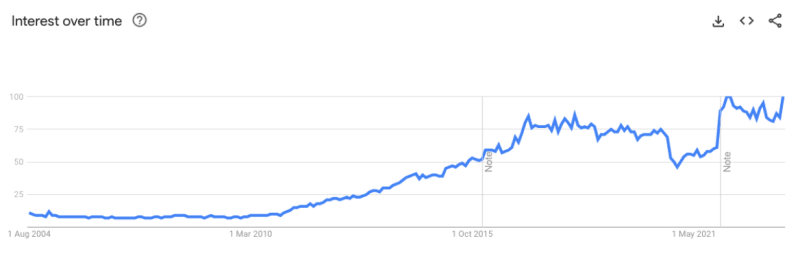 Interest over time
100
75
50
25
Note
Note
1 Aug 2004
1 Mar 2010
1 Oct 2015
1 May 2021